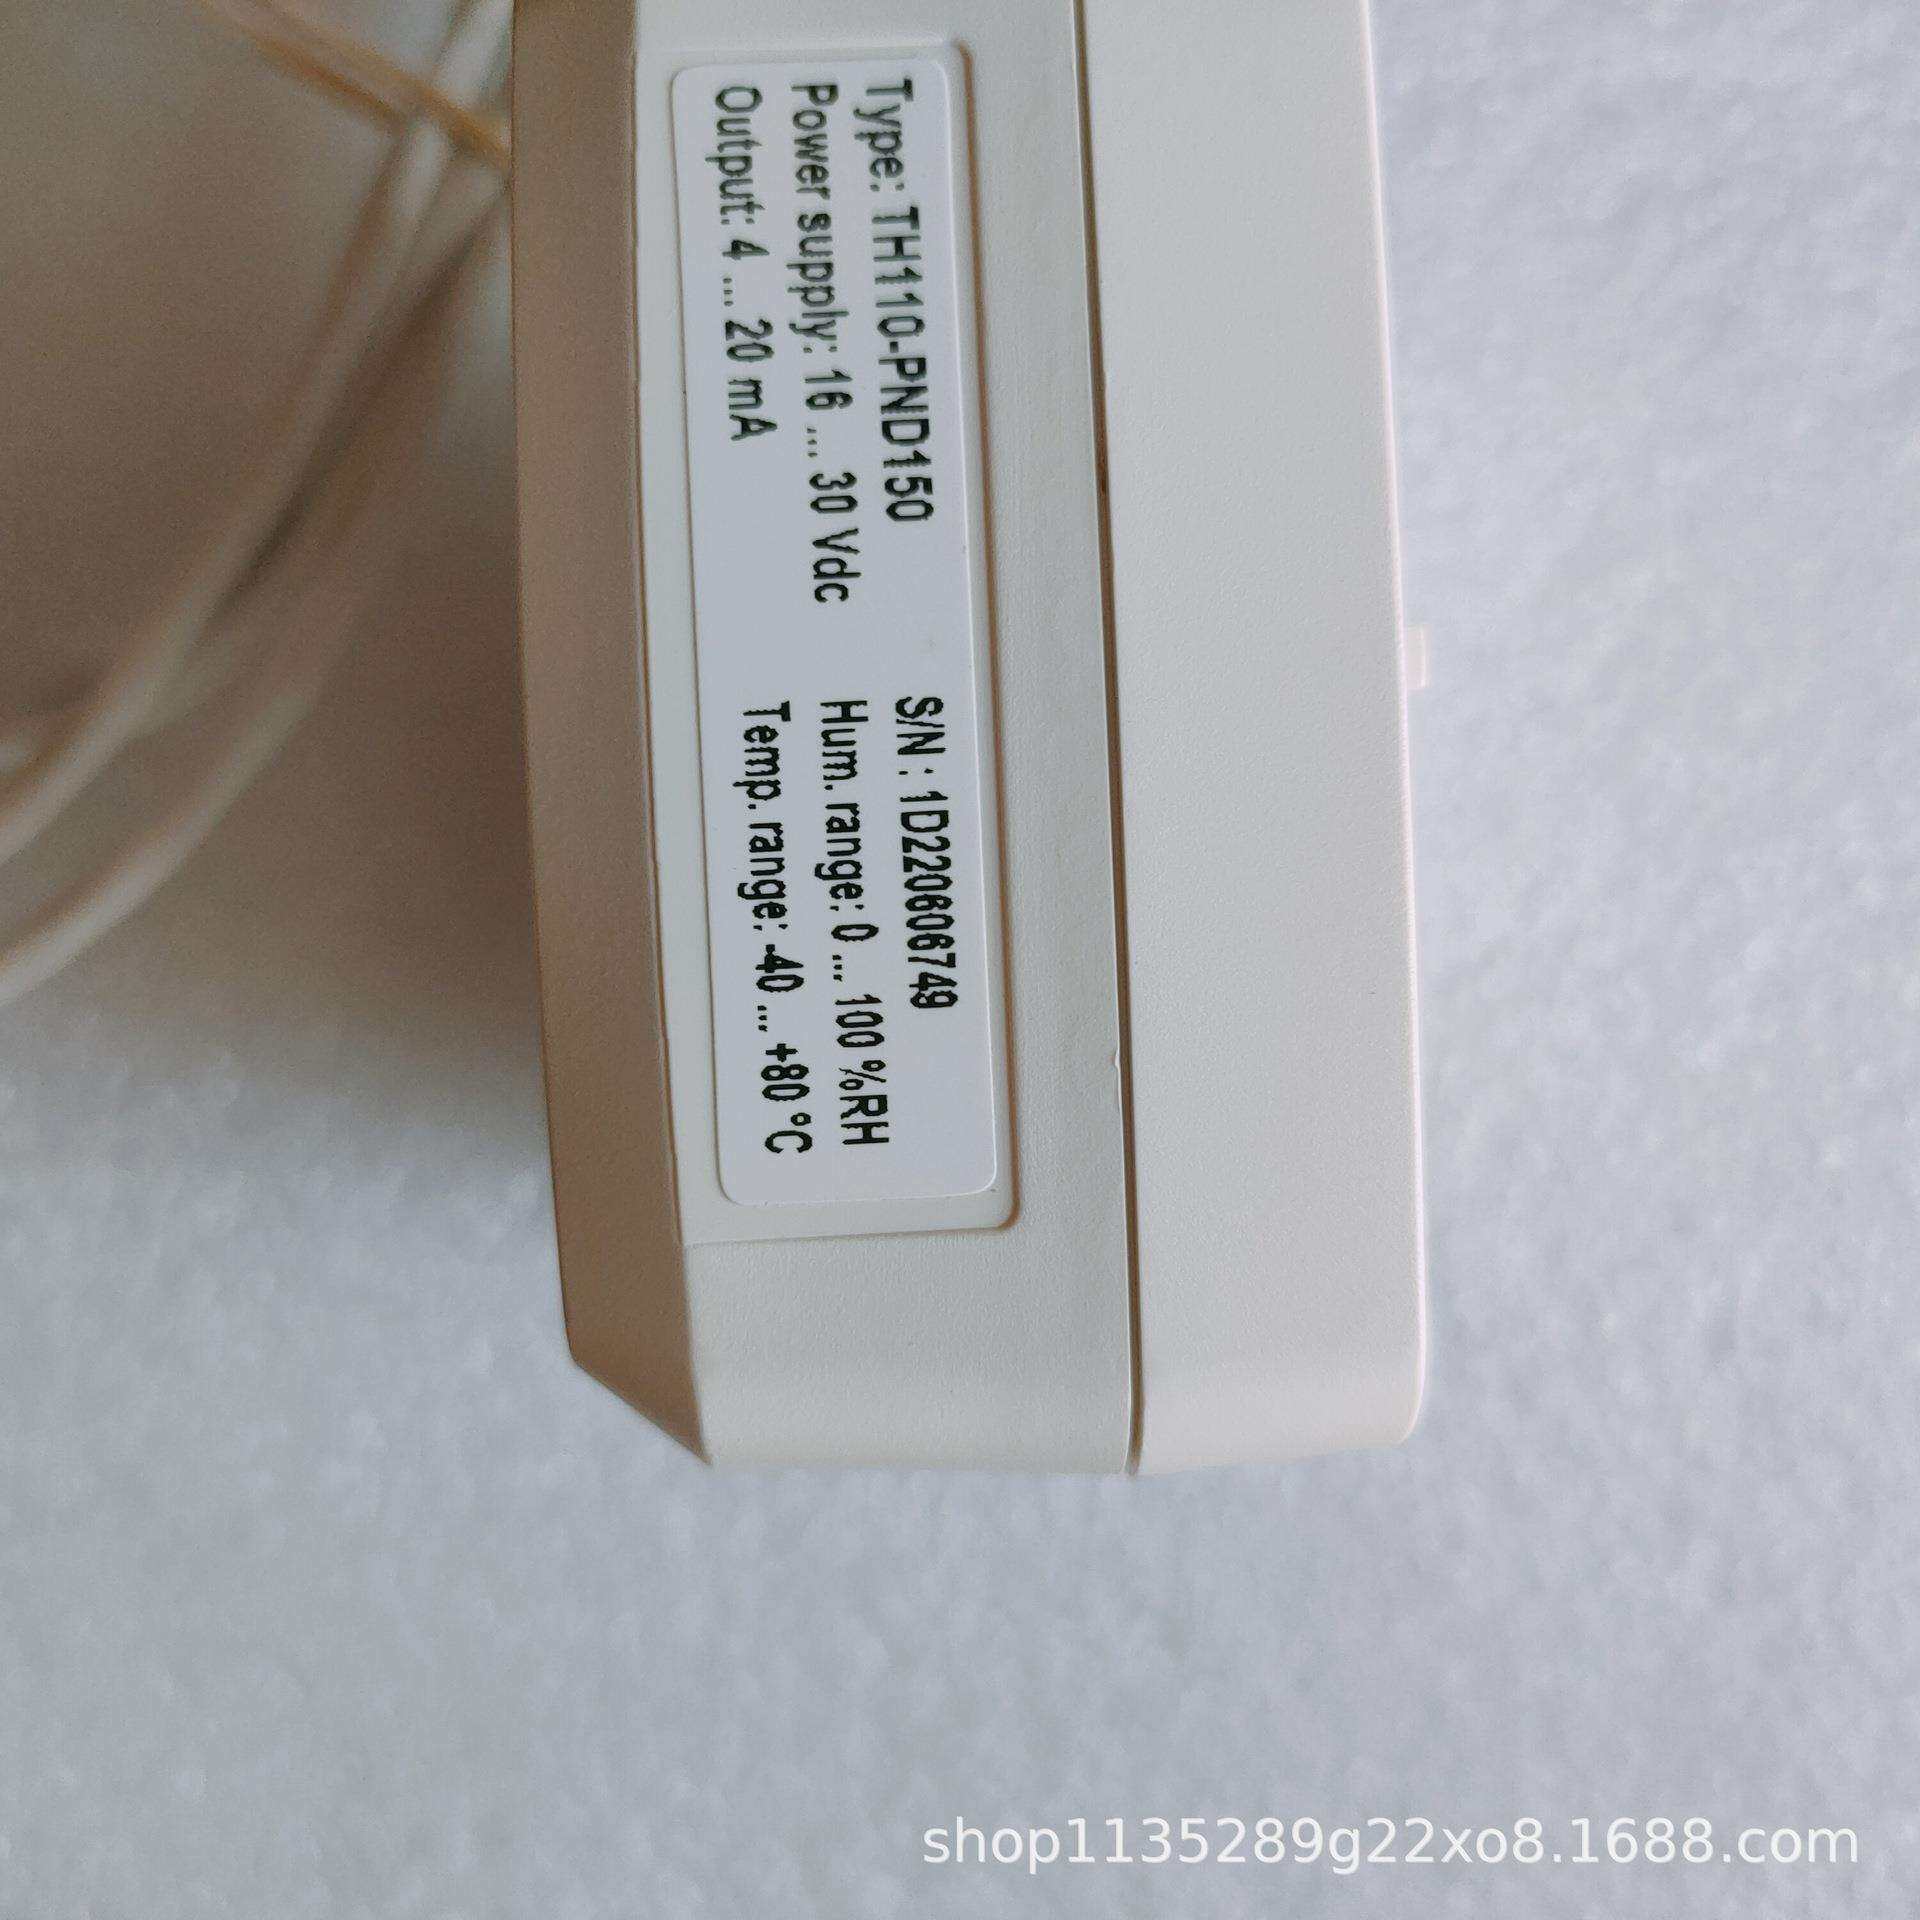 Type: TH110-PND150
Power supply: 16 ... 30 Vdc
Output: 4 ... 20 mA
S/N : 1D220606749
Hum. range: 0 ... 100 %RH
Temp. range: -40 ... +80 °C
shop1135289g22xo8.1688.com